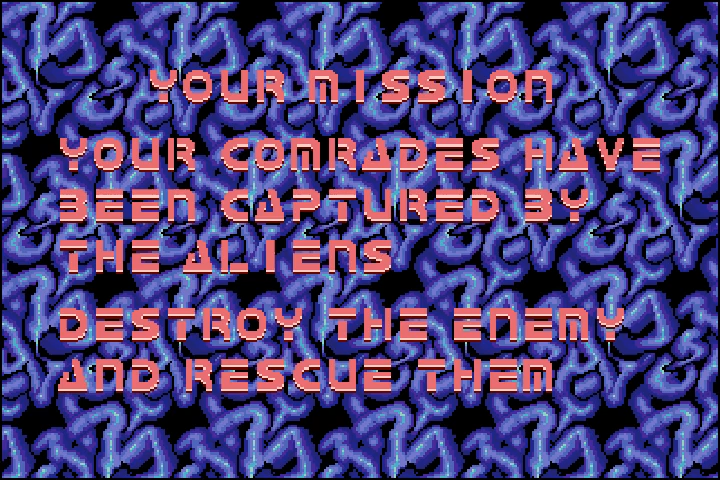 YOUR MISSION
YOUR COMRADES HAVE
BEEN CAPTURED BY
THE ALIENS
DESTROY THE ENEMY
AND RESCUE THEM